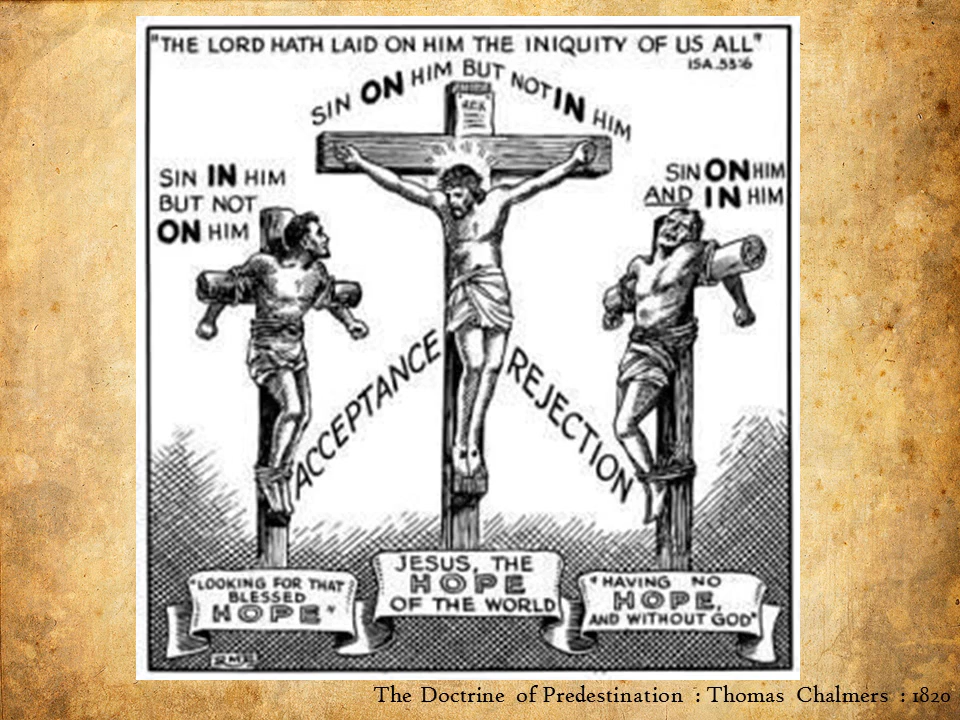 "THE LORD HATH LAID ON HIM THE INIQUITY OF US ALL"
ISA.53:6
SIN ON HIM BUT NOT IN HIM
SIN IN HIM
BUT NOT
ON HIM
SIN ON HIM
AND IN HIM
ACCEPTANCE
REJECTION
"LOOKING FOR THAT
BLESSED
HOPE"
JESUS, THE
HOPE
OF THE WORLD
"HAVING NO
HOPE,
AND WITHOUT GOD"
The Doctrine of Predestination : Thomas Chalmers : 1820